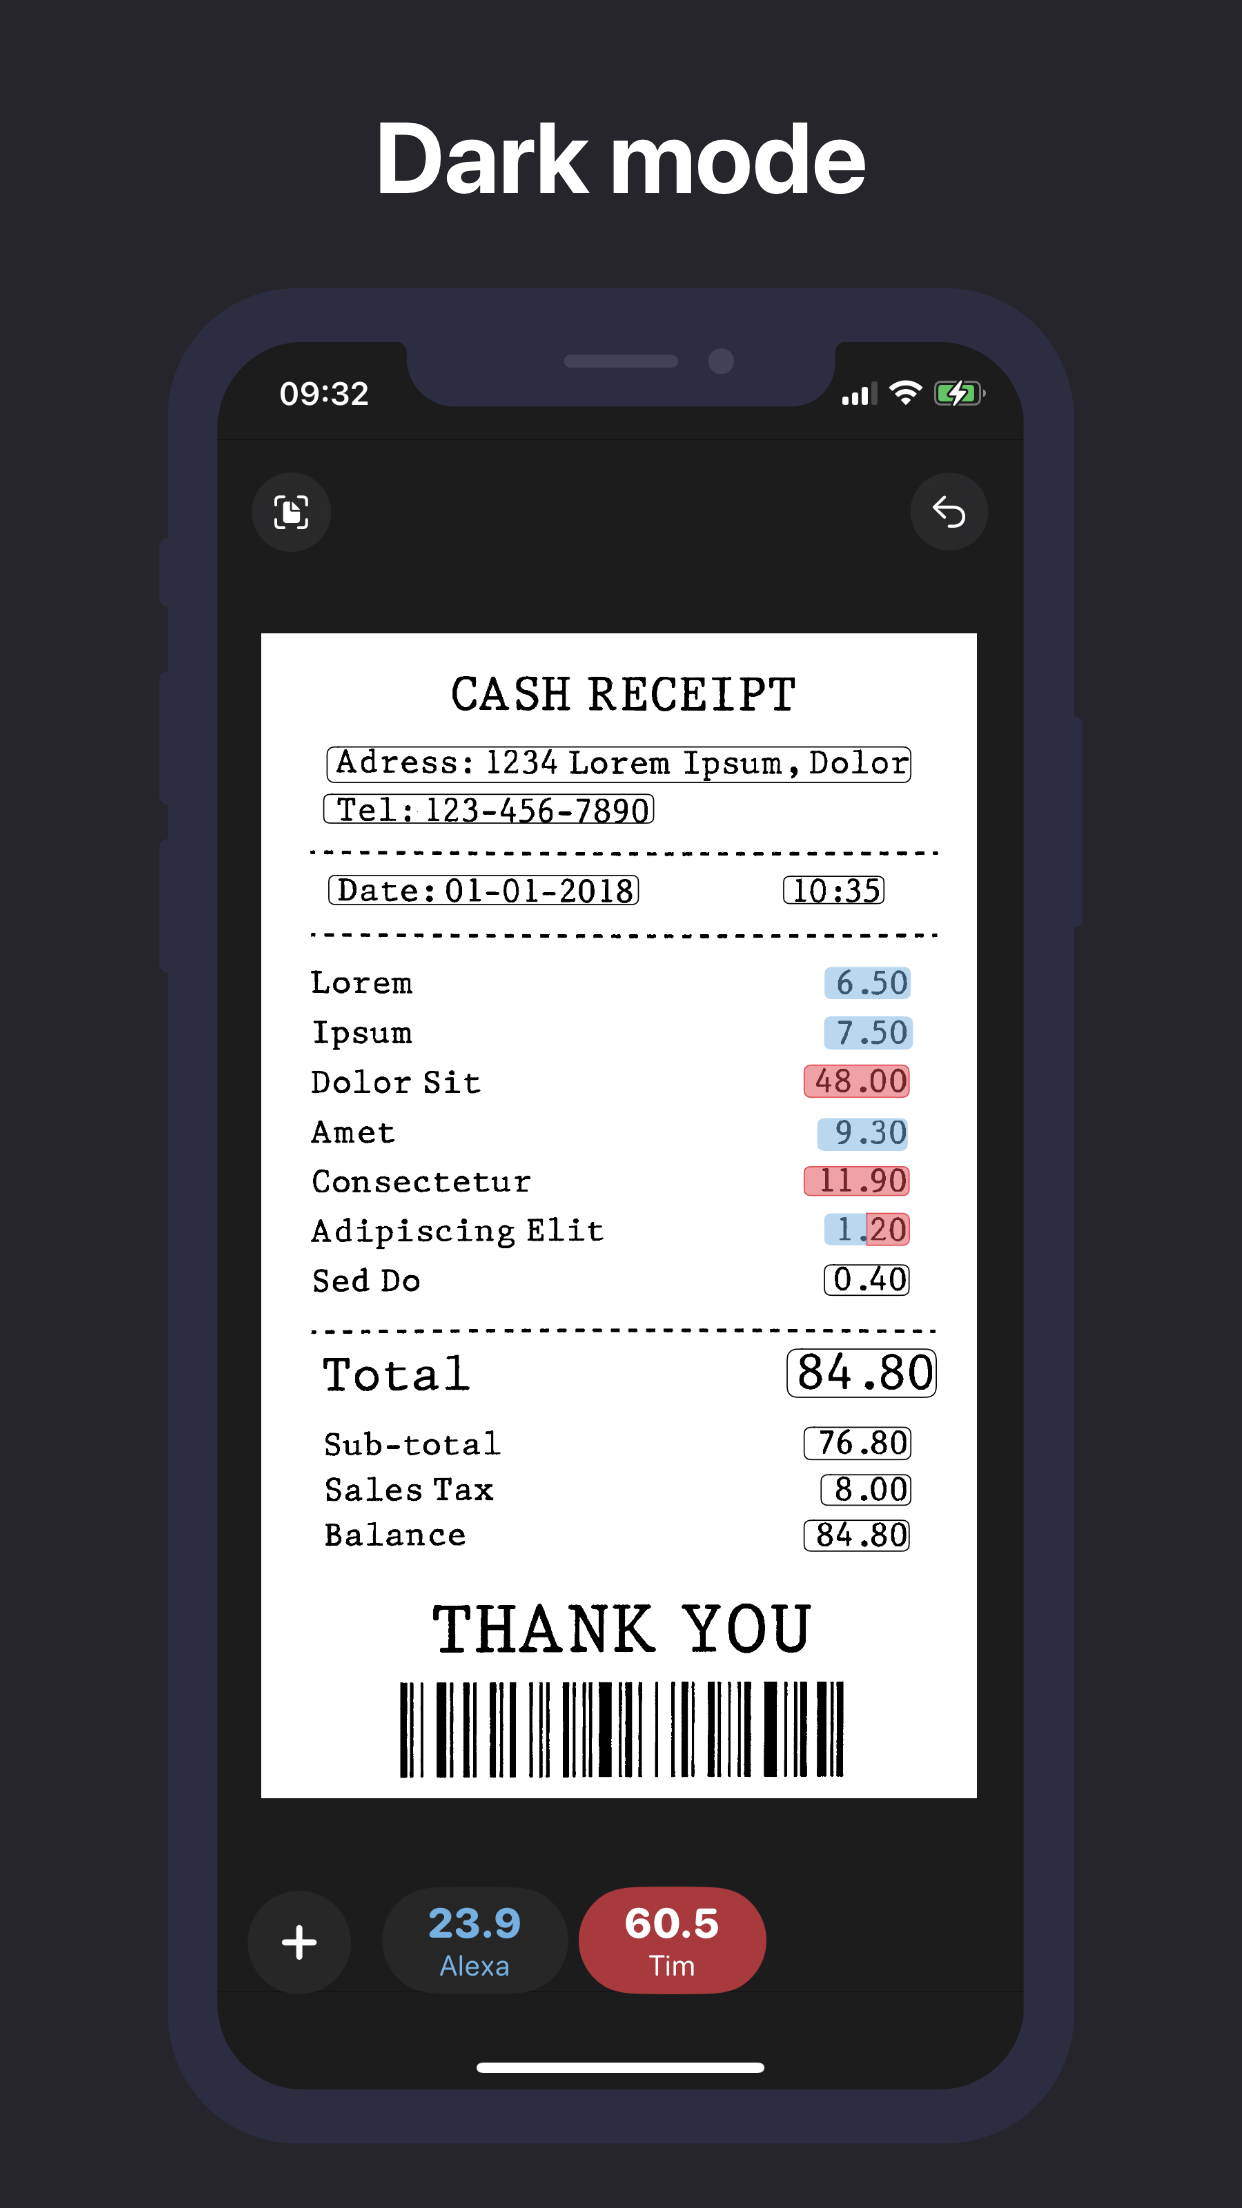 Dark mode
09:32
CASH RECEIPT
Adress: 1234 Lorem Ipsum, Dolor
Tel: 123-456-7890
Date: 01-01-2018 10:35
Lorem 6.50
Ipsum 7.50
Dolor Sit 48.00
Amet 9.30
Consectetur 11.90
Adipiscing Elit 1.20
Sed Do 0.40
Total 84.80
Sub-total 76.80
Sales Tax 8.00
Balance 84.80
THANK YOU
23.9 60.5
Alexa Tim